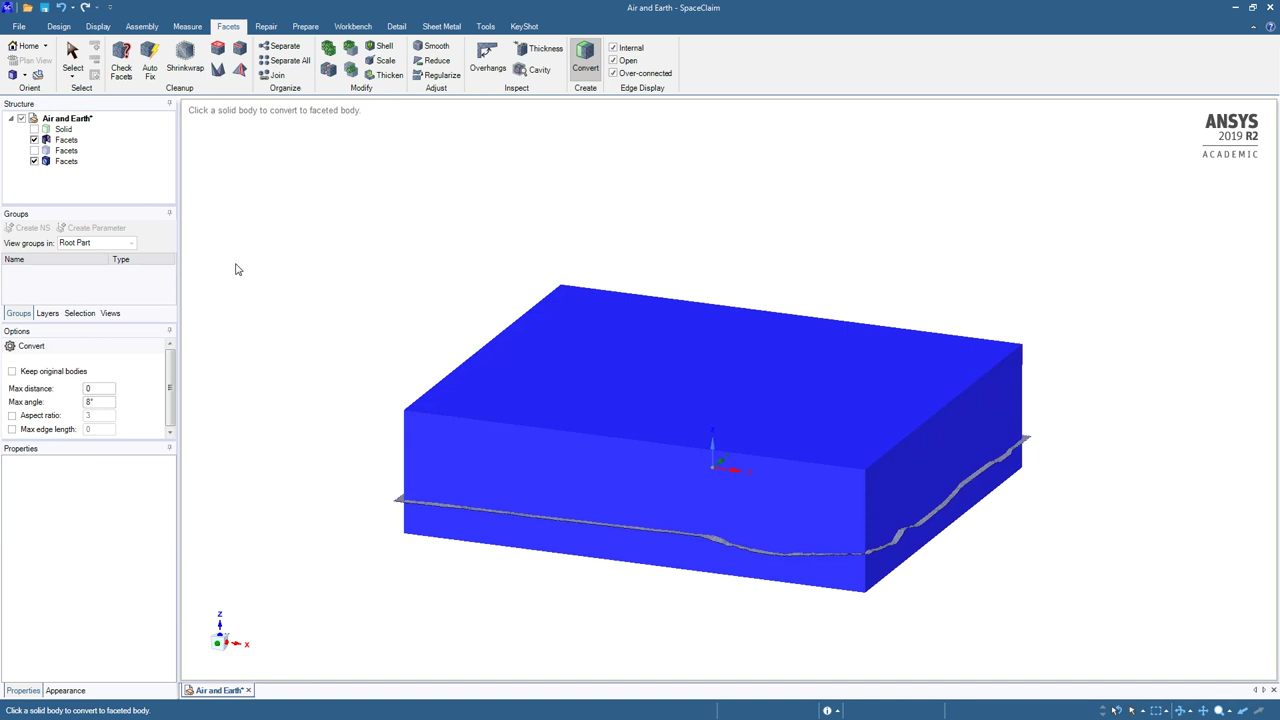 Air and Earth - SpaceClaim
File Design Display Assembly Measure Facets Repair Prepare Workbench Detail Sheet Metal Tools KeyShot
Home
Plan View
Orient
Select
Select
Check Facets
Auto Fix
Shrinkwrap
Cleanup
Separate
Separate All
Join
Organize
Shell
Scale
Thicken
Modify
Smooth
Reduce
Regularize
Adjust
Overhangs
Thickness
Cavity
Inspect
Convert
Create
Internal
Open
Over-connected
Edge Display
Structure
Air and Earth*
Solid
Facets
Facets
Facets
Groups
Create NS Create Parameter
View groups in: Root Part
Name Type
Groups Layers Selection Views
Options
Convert
Keep original bodies
Max distance: 0
Max angle: 8°
Aspect ratio: 3
Max edge length: 0
Properties
Properties Appearance
Click a solid body to convert to faceted body.
ANSYS
2019 R2
ACADEMIC
Z
X
Air and Earth*
Click a solid body to convert to faceted body.